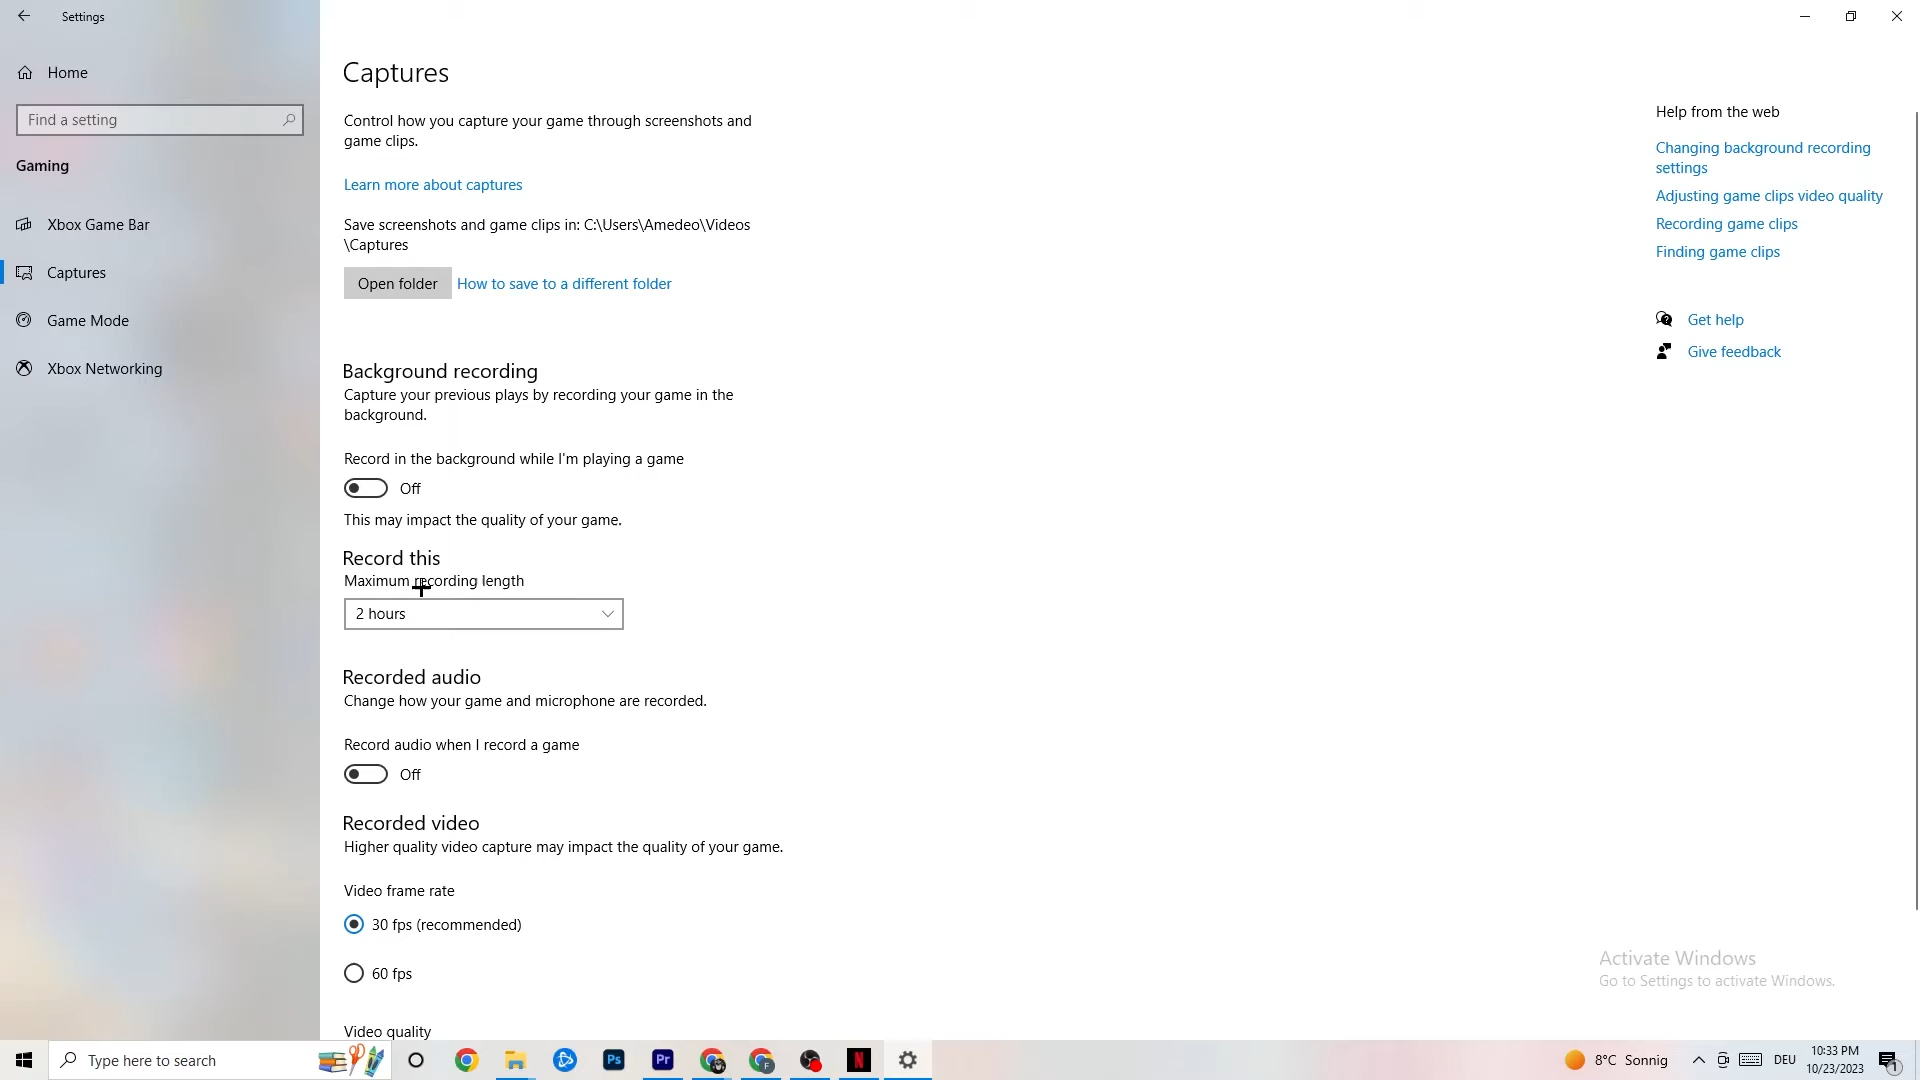 Settings
Home
Find a setting
Gaming
Xbox Game Bar
Captures
Game Mode
Xbox Networking
Captures
Control how you capture your game through screenshots and
game clips.
Learn more about captures
Save screenshots and game clips in: C:\Users\Amedeo\Videos
\Captures
Open folder
How to save to a different folder
Background recording
Capture your previous plays by recording your game in the
background.
Record in the background while I'm playing a game
Off
This may impact the quality of your game.
Record this
Maximum recording length
2 hours
Recorded audio
Change how your game and microphone are recorded.
Record audio when I record a game
Off
Recorded video
Higher quality video capture may impact the quality of your game.
Video frame rate
30 fps (recommended)
60 fps
Video quality
Help from the web
Changing background recording
settings
Adjusting game clips video quality
Recording game clips
Finding game clips
Get help
Give feedback
Activate Windows
Go to Settings to activate Windows.
Type here to search
Ps
Pr
F
N
8°C Sonnig
DEU
10:33 PM
10/23/2023
1